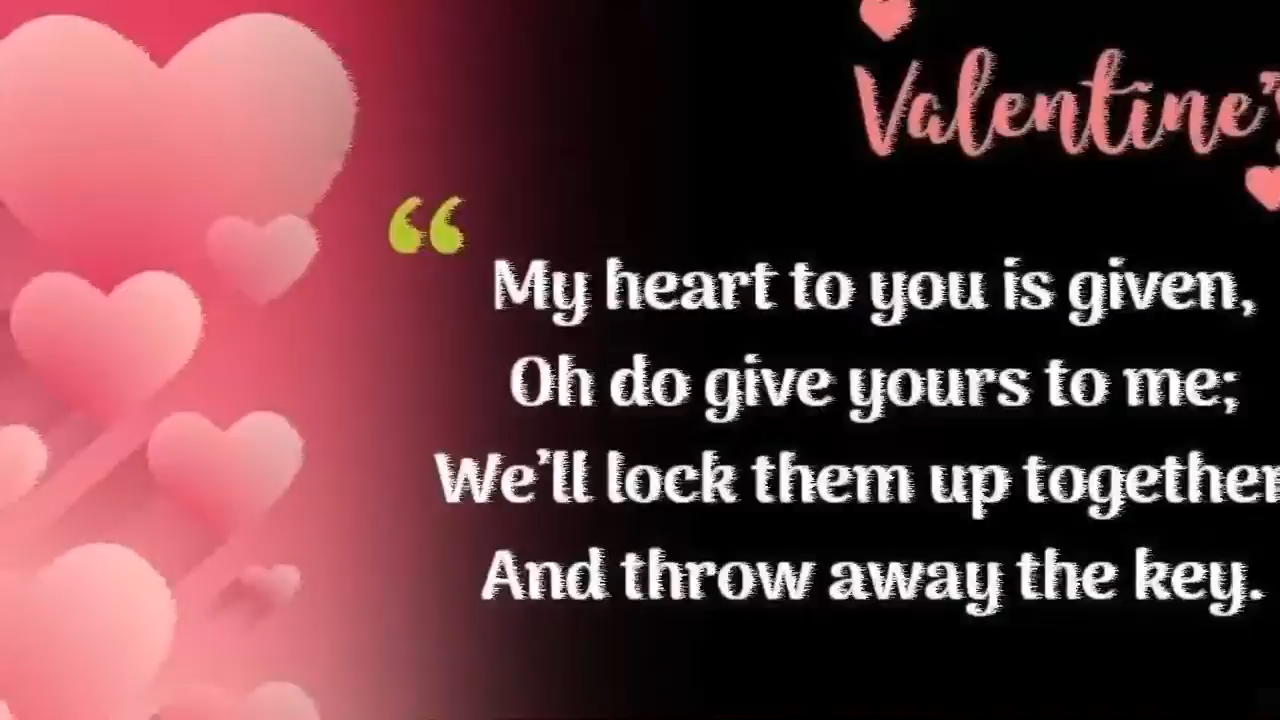 Valentine's
“
My heart to you is given,
Oh do give yours to me;
We’ll lock them up together
And throw away the key.